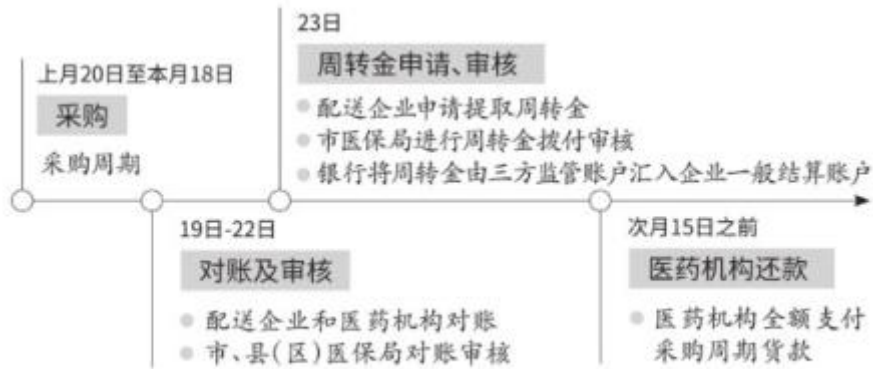 上月20日至本月18日
采购
采购周期
23日
周转金申请、审核
配送企业申请提取周转金
市医保局进行周转金拨付审核
银行将周转金由三方监管账户汇入企业一般结算账户
19日-22日
对账及审核
配送企业和医药机构对账
市、县(区)医保局对账审核
次月15日之前
医药机构还款
医药机构全额支付
采购周期货款